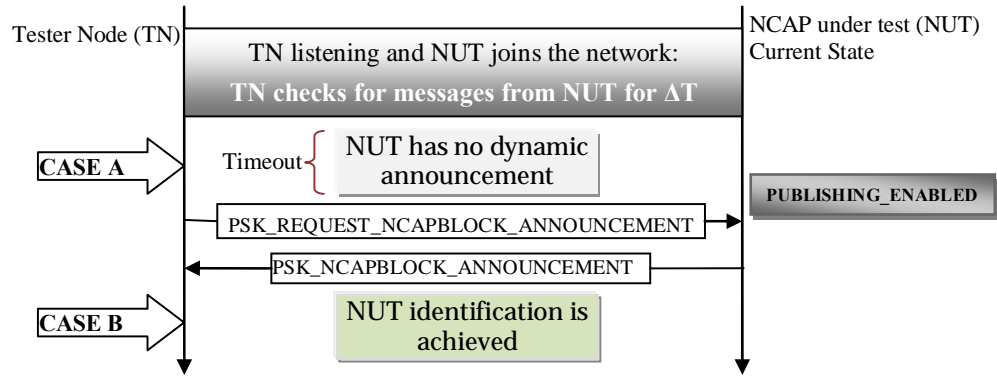 Tester Node (TN)
NCAP under test (NUT)
Current State
TN listening and NUT joins the network:
TN checks for messages from NUT for ΔT
CASE A
Timeout
NUT has no dynamic
announcement
PUBLISHING_ENABLED
PSK_REQUEST_NCAPBLOCK_ANNOUNCEMENT
PSK_NCAPBLOCK_ANNOUNCEMENT
CASE B
NUT identification is
achieved